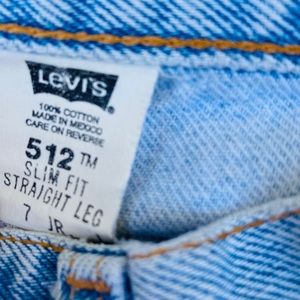 LEVI'S
100% COTTON
MADE IN MEXICO
CARE ON REVERSE
512™
SLIM FIT
STRAIGHT LEG
7 JR